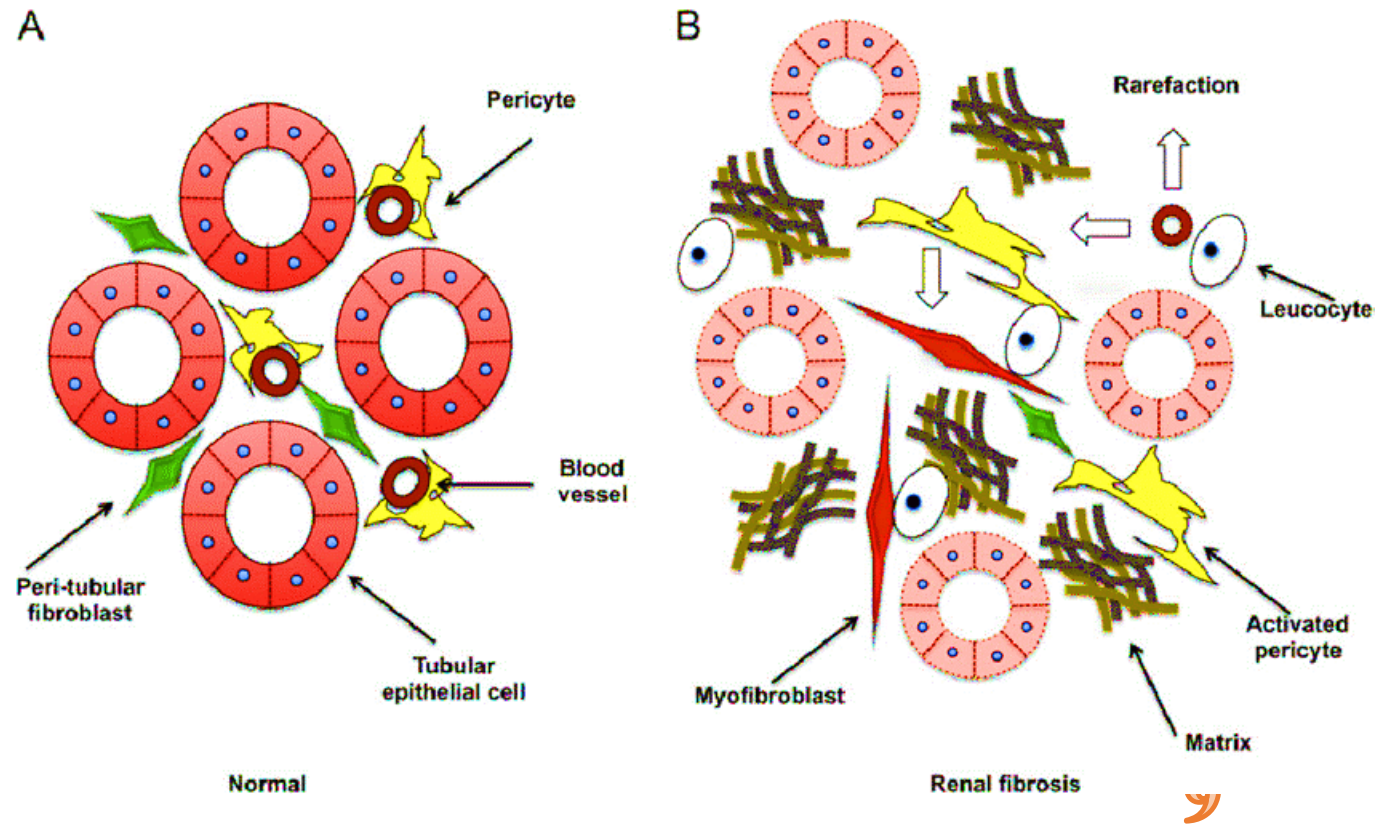 A
Pericyte
Blood
vessel
Peri-tubular
fibroblast
Tubular
epithelial cell
Normal
B
Rarefaction
Leucocyte
Activated
pericyte
Myofibroblast
Matrix
Renal fibrosis